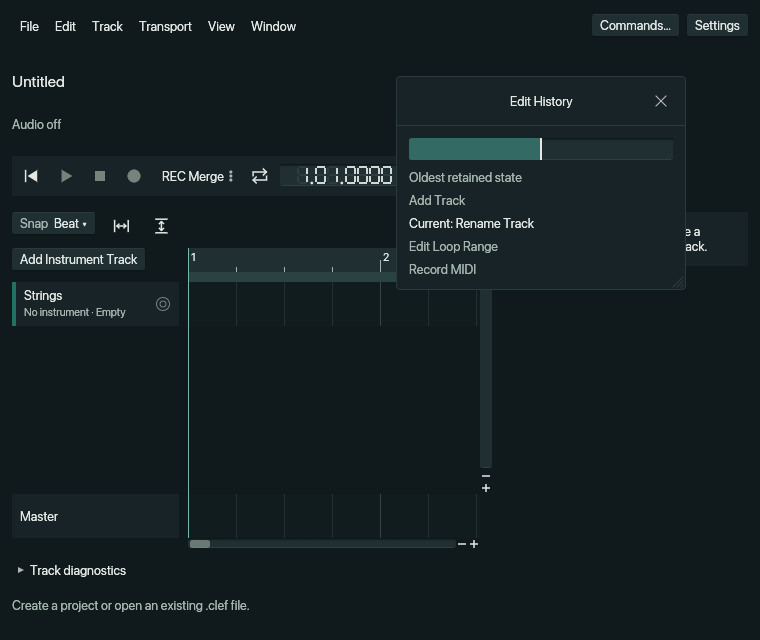 File Edit Track Transport View Window Commands... Settings
Untitled
Edit History
Audio off
REC Merge 1.01.0000
Oldest retained state
Add Track
Current: Rename Track
Edit Loop Range
Record MIDI
Snap Beat
Add Instrument Track
1 2
Strings
No instrument · Empty
Master
Track diagnostics
Create a project or open an existing .clef file.